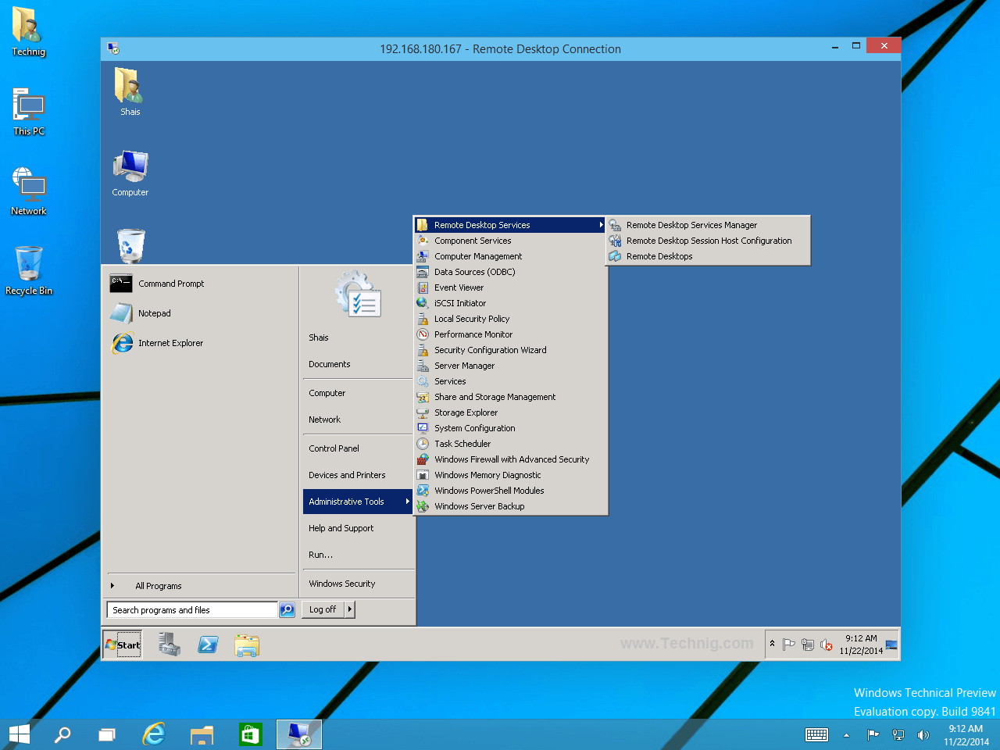 Technig
This PC
Network
Recycle Bin
192.168.180.167 - Remote Desktop Connection
Shais
Computer
Command Prompt
Notepad
Internet Explorer
All Programs
Search programs and files
Shais
Documents
Computer
Network
Control Panel
Devices and Printers
Administrative Tools
Help and Support
Run...
Windows Security
Log off
Remote Desktop Services
Component Services
Computer Management
Data Sources (ODBC)
Event Viewer
iSCSI Initiator
Local Security Policy
Performance Monitor
Security Configuration Wizard
Server Manager
Services
Share and Storage Management
Storage Explorer
System Configuration
Task Scheduler
Windows Firewall with Advanced Security
Windows Memory Diagnostic
Windows PowerShell Modules
Windows Server Backup
Remote Desktop Services Manager
Remote Desktop Session Host Configuration
Remote Desktops
Start
www.Technig.com
9:12 AM
11/22/2014
Windows Technical Preview
Evaluation copy. Build 9841
9:12 AM
11/22/2014